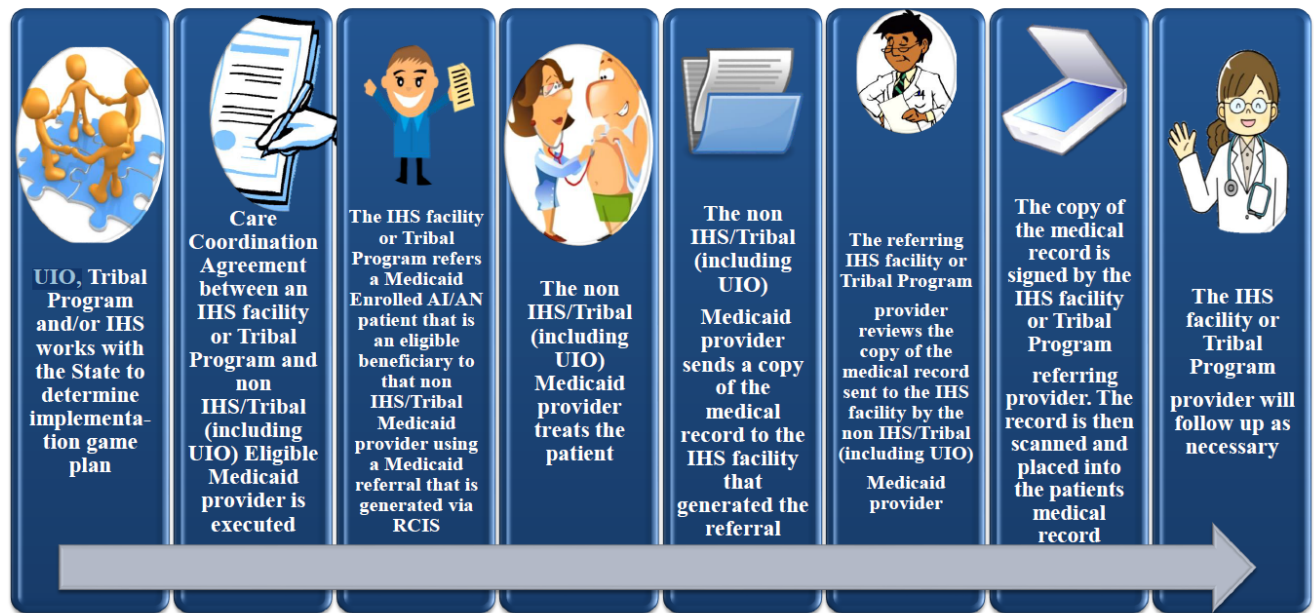 UIO, Tribal
Program
and/or IHS
works with
the State to
determine
implementa-
tion game
plan
Care
Coordination
Agreement
between an
IHS facility
or Tribal
Program and
non
IHS/Tribal
(including
UIO) Eligible
Medicaid
provider is
executed
The IHS facility
or Tribal
Program refers
a Medicaid
Enrolled AI/AN
patient that is
an eligible
beneficiary to
that non
IHS/Tribal
Medicaid
provider using
a Medicaid
referral that is
generated via
RCIS
The non
IHS/Tribal
(including
UIO)
Medicaid
provider
treats the
patient
The non
IHS/Tribal
(including
UIO)
Medicaid
provider
sends a copy
of the
medical
record to the
IHS facility
that
generated the
referral
The referring
IHS facility or
Tribal Program
provider
reviews the
copy of the
medical record
sent to the IHS
facility by the
non IHS/Tribal
(including UIO)
Medicaid
provider
The copy of
the medical
record is
signed by the
IHS facility
or Tribal
Program
referring
provider. The
record is then
scanned and
placed into
the patients
medical
record
The IHS
facility or
Tribal
Program
provider will
follow up as
necessary